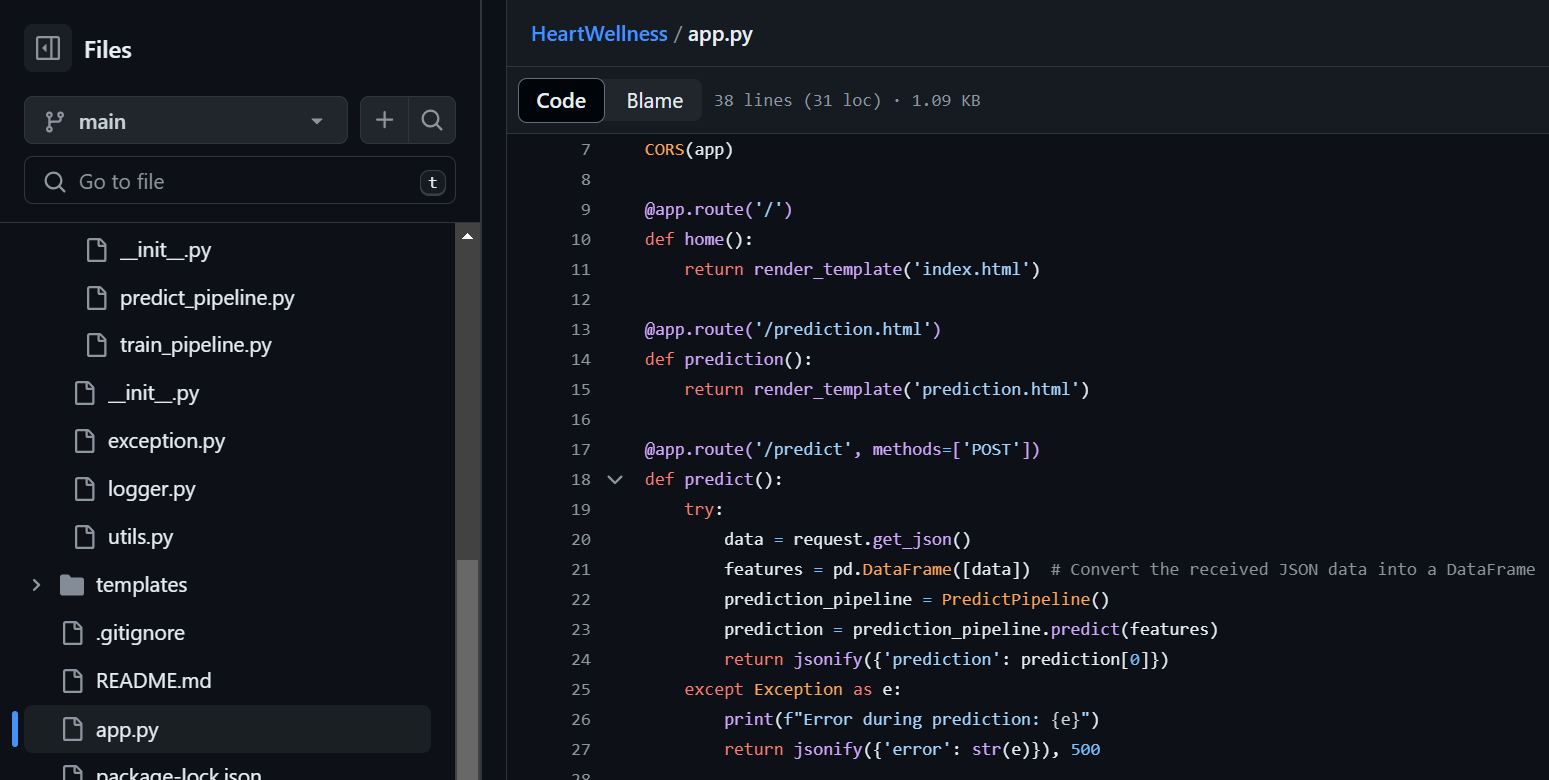 Files
main
Go to file
t
__init__.py
predict_pipeline.py
train_pipeline.py
__init__.py
exception.py
logger.py
utils.py
templates
.gitignore
README.md
app.py
package-lock.json
HeartWellness / app.py
Code Blame 38 lines (31 loc) · 1.09 KB
7 CORS(app)
8
9 @app.route('/')
10 def home():
11     return render_template('index.html')
12
13 @app.route('/prediction.html')
14 def prediction():
15     return render_template('prediction.html')
16
17 @app.route('/predict', methods=['POST'])
18 def predict():
19     try:
20         data = request.get_json()
21         features = pd.DataFrame([data])  # Convert the received JSON data into a DataFrame
22         prediction_pipeline = PredictPipeline()
23         prediction = prediction_pipeline.predict(features)
24         return jsonify({'prediction': prediction[0]})
25     except Exception as e:
26         print(f"Error during prediction: {e}")
27         return jsonify({'error': str(e)}), 500
28